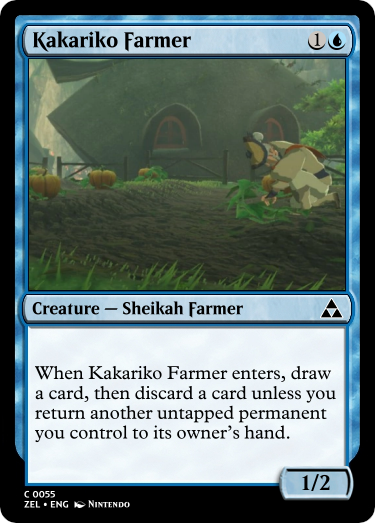 Kakariko Farmer 1
Creature — Sheikah Farmer
When Kakariko Farmer enters, draw
a card, then discard a card unless you
return another untapped permanent
you control to its owner's hand.
1/2
C 0055
ZEL • ENG Nintendo